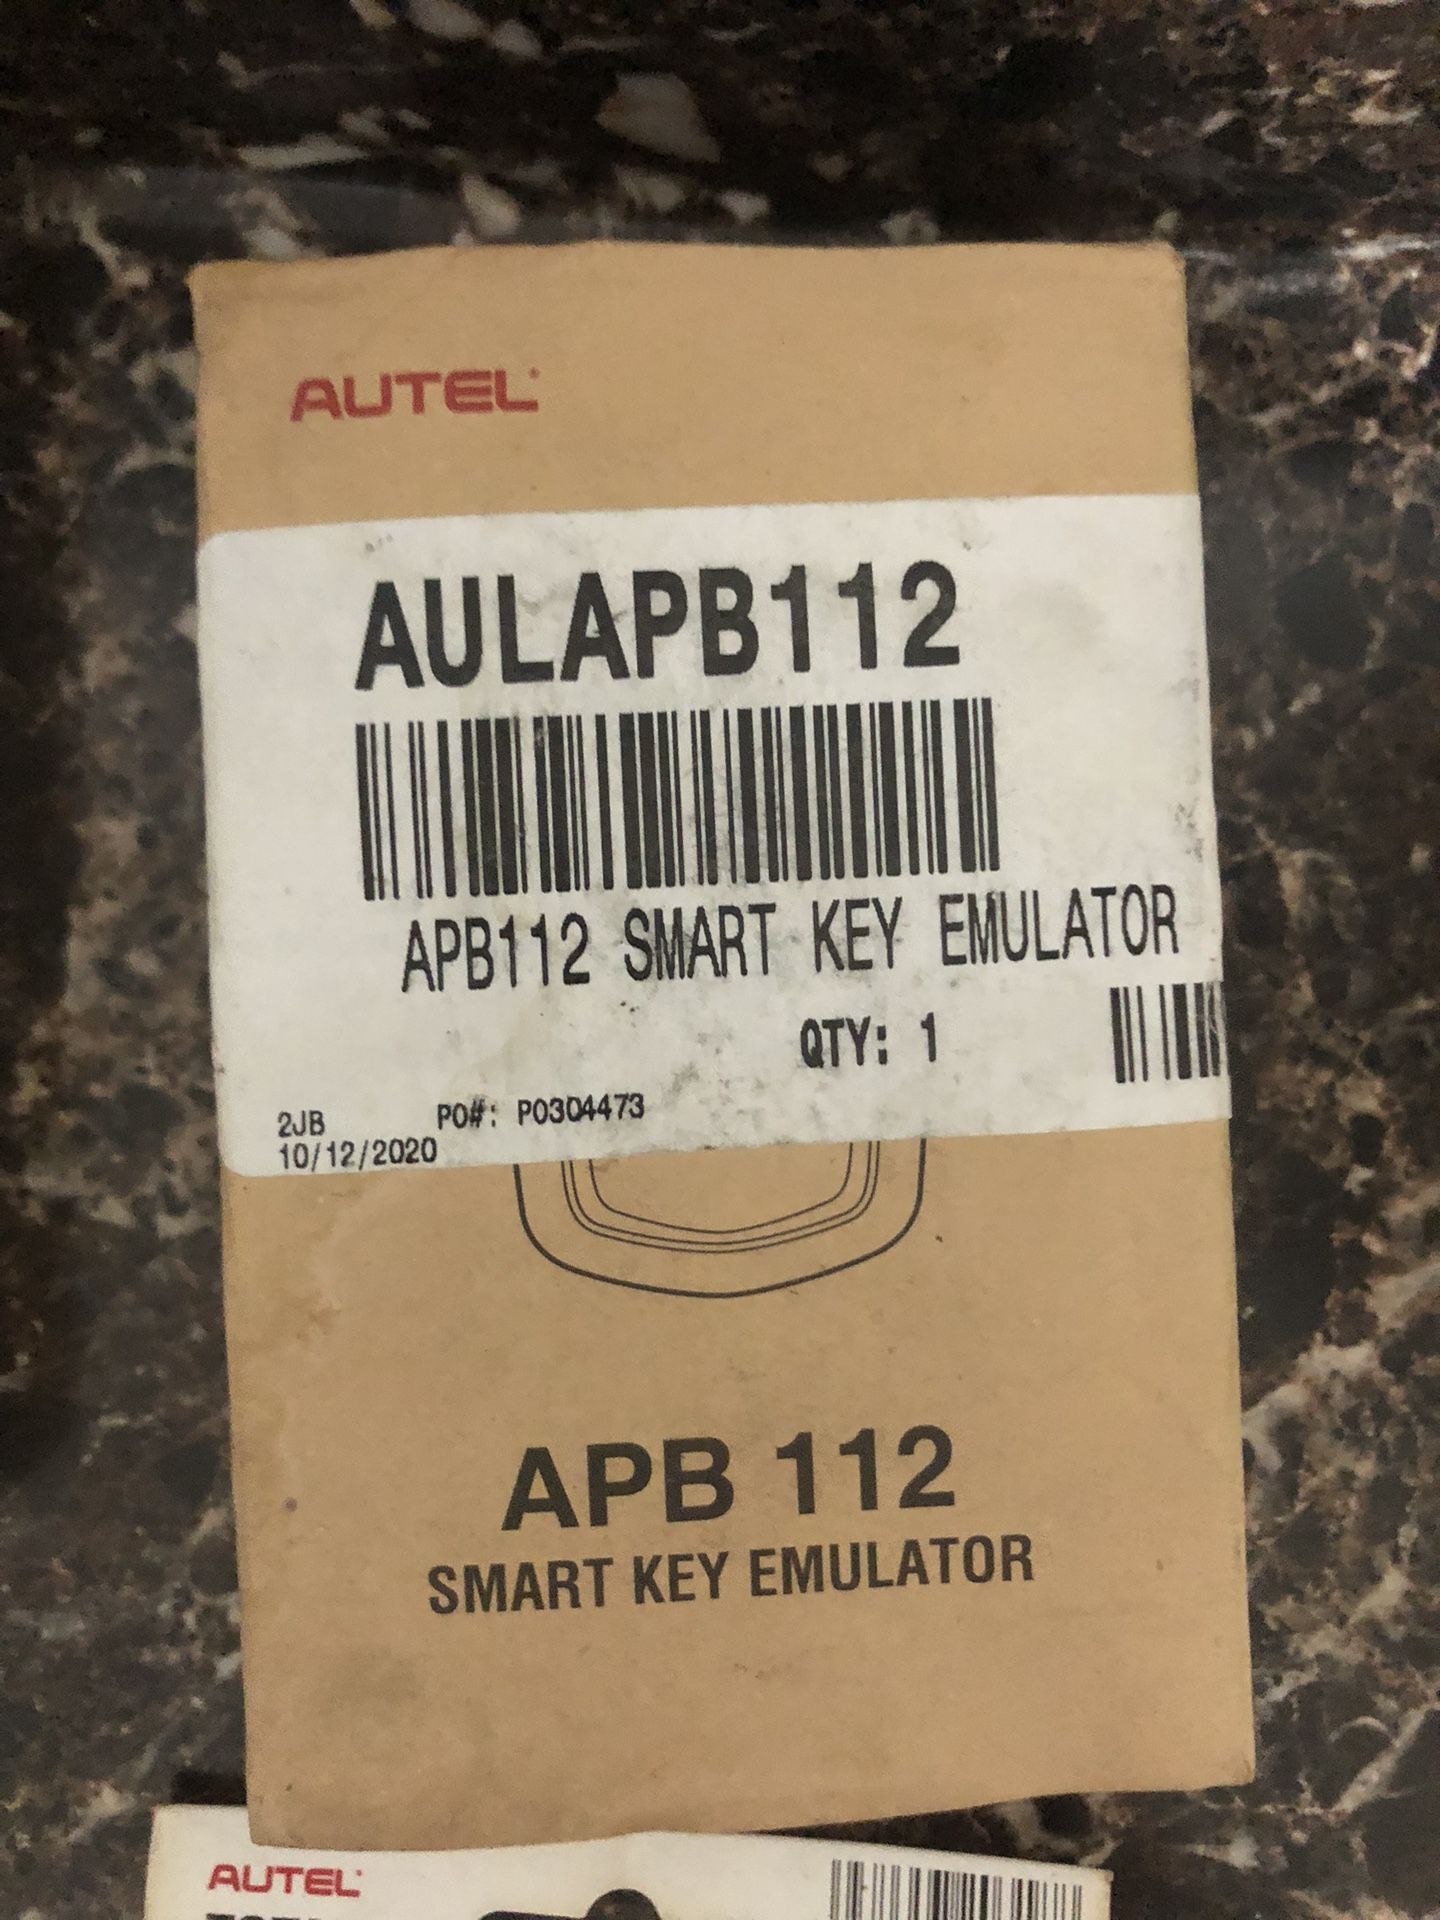 AUTEL
AULAPB112
APB112 SMART KEY EMULATOR
QTY: 1
2JB PO#: PO304473
10/12/2020
APB 112
SMART KEY EMULATOR
AUTEL